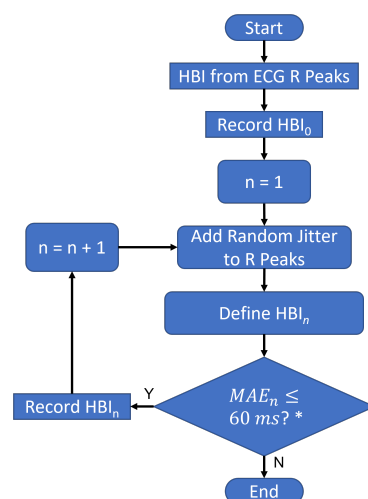 Start
HBI from ECG R Peaks
Record HBI₀
n = 1
n = n + 1
Add Random Jitter
to R Peaks
Define HBIₙ
MAEₙ ≤
60 ms? *
Y
Record HBIₙ
N
End